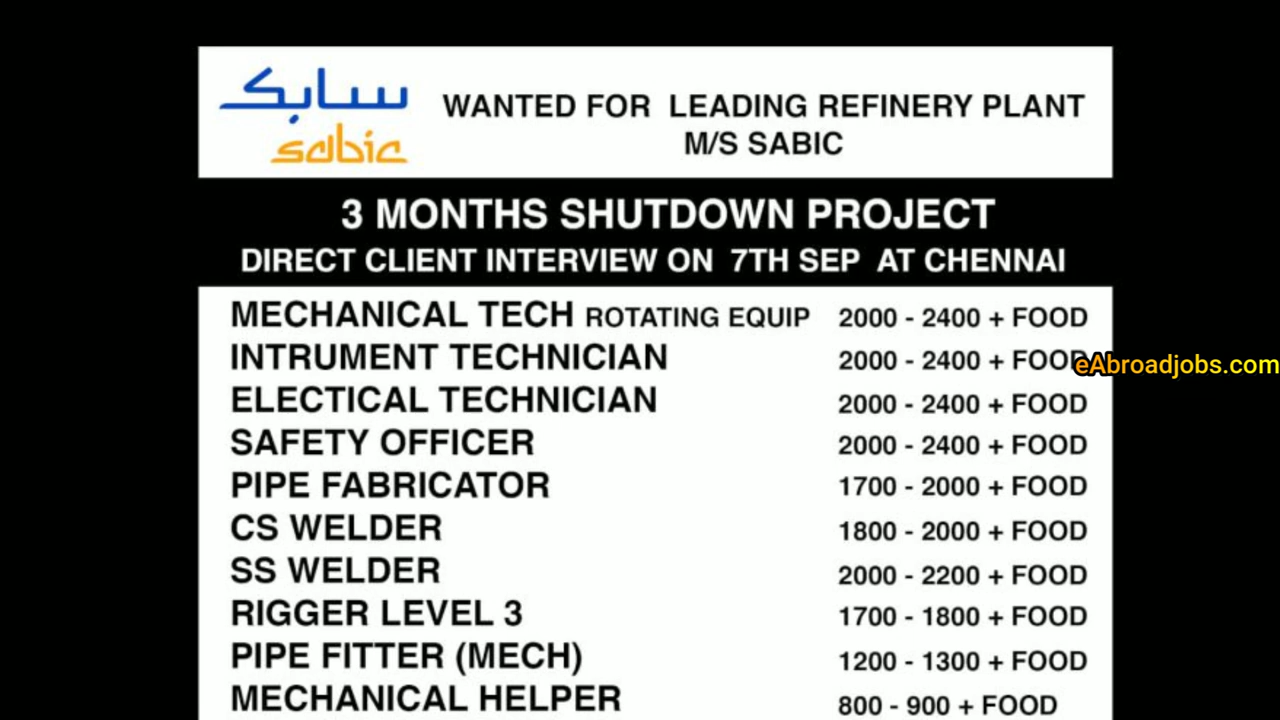 سابك
sabic
WANTED FOR LEADING REFINERY PLANT
M/S SABIC
3 MONTHS SHUTDOWN PROJECT
DIRECT CLIENT INTERVIEW ON 7TH SEP AT CHENNAI
MECHANICAL TECH ROTATING EQUIP 2000 - 2400 + FOOD
INTRUMENT TECHNICIAN 2000 - 2400 + FOOD
eAbroadjobs.com
ELECTICAL TECHNICIAN 2000 - 2400 + FOOD
SAFETY OFFICER 2000 - 2400 + FOOD
PIPE FABRICATOR 1700 - 2000 + FOOD
CS WELDER 1800 - 2000 + FOOD
SS WELDER 2000 - 2200 + FOOD
RIGGER LEVEL 3 1700 - 1800 + FOOD
PIPE FITTER (MECH) 1200 - 1300 + FOOD
MECHANICAL HELPER 800 - 900 + FOOD